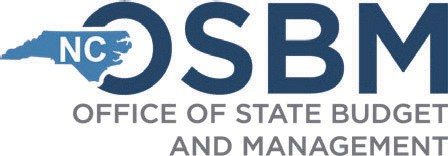 NC OSBM
OFFICE OF STATE BUDGET
AND MANAGEMENT